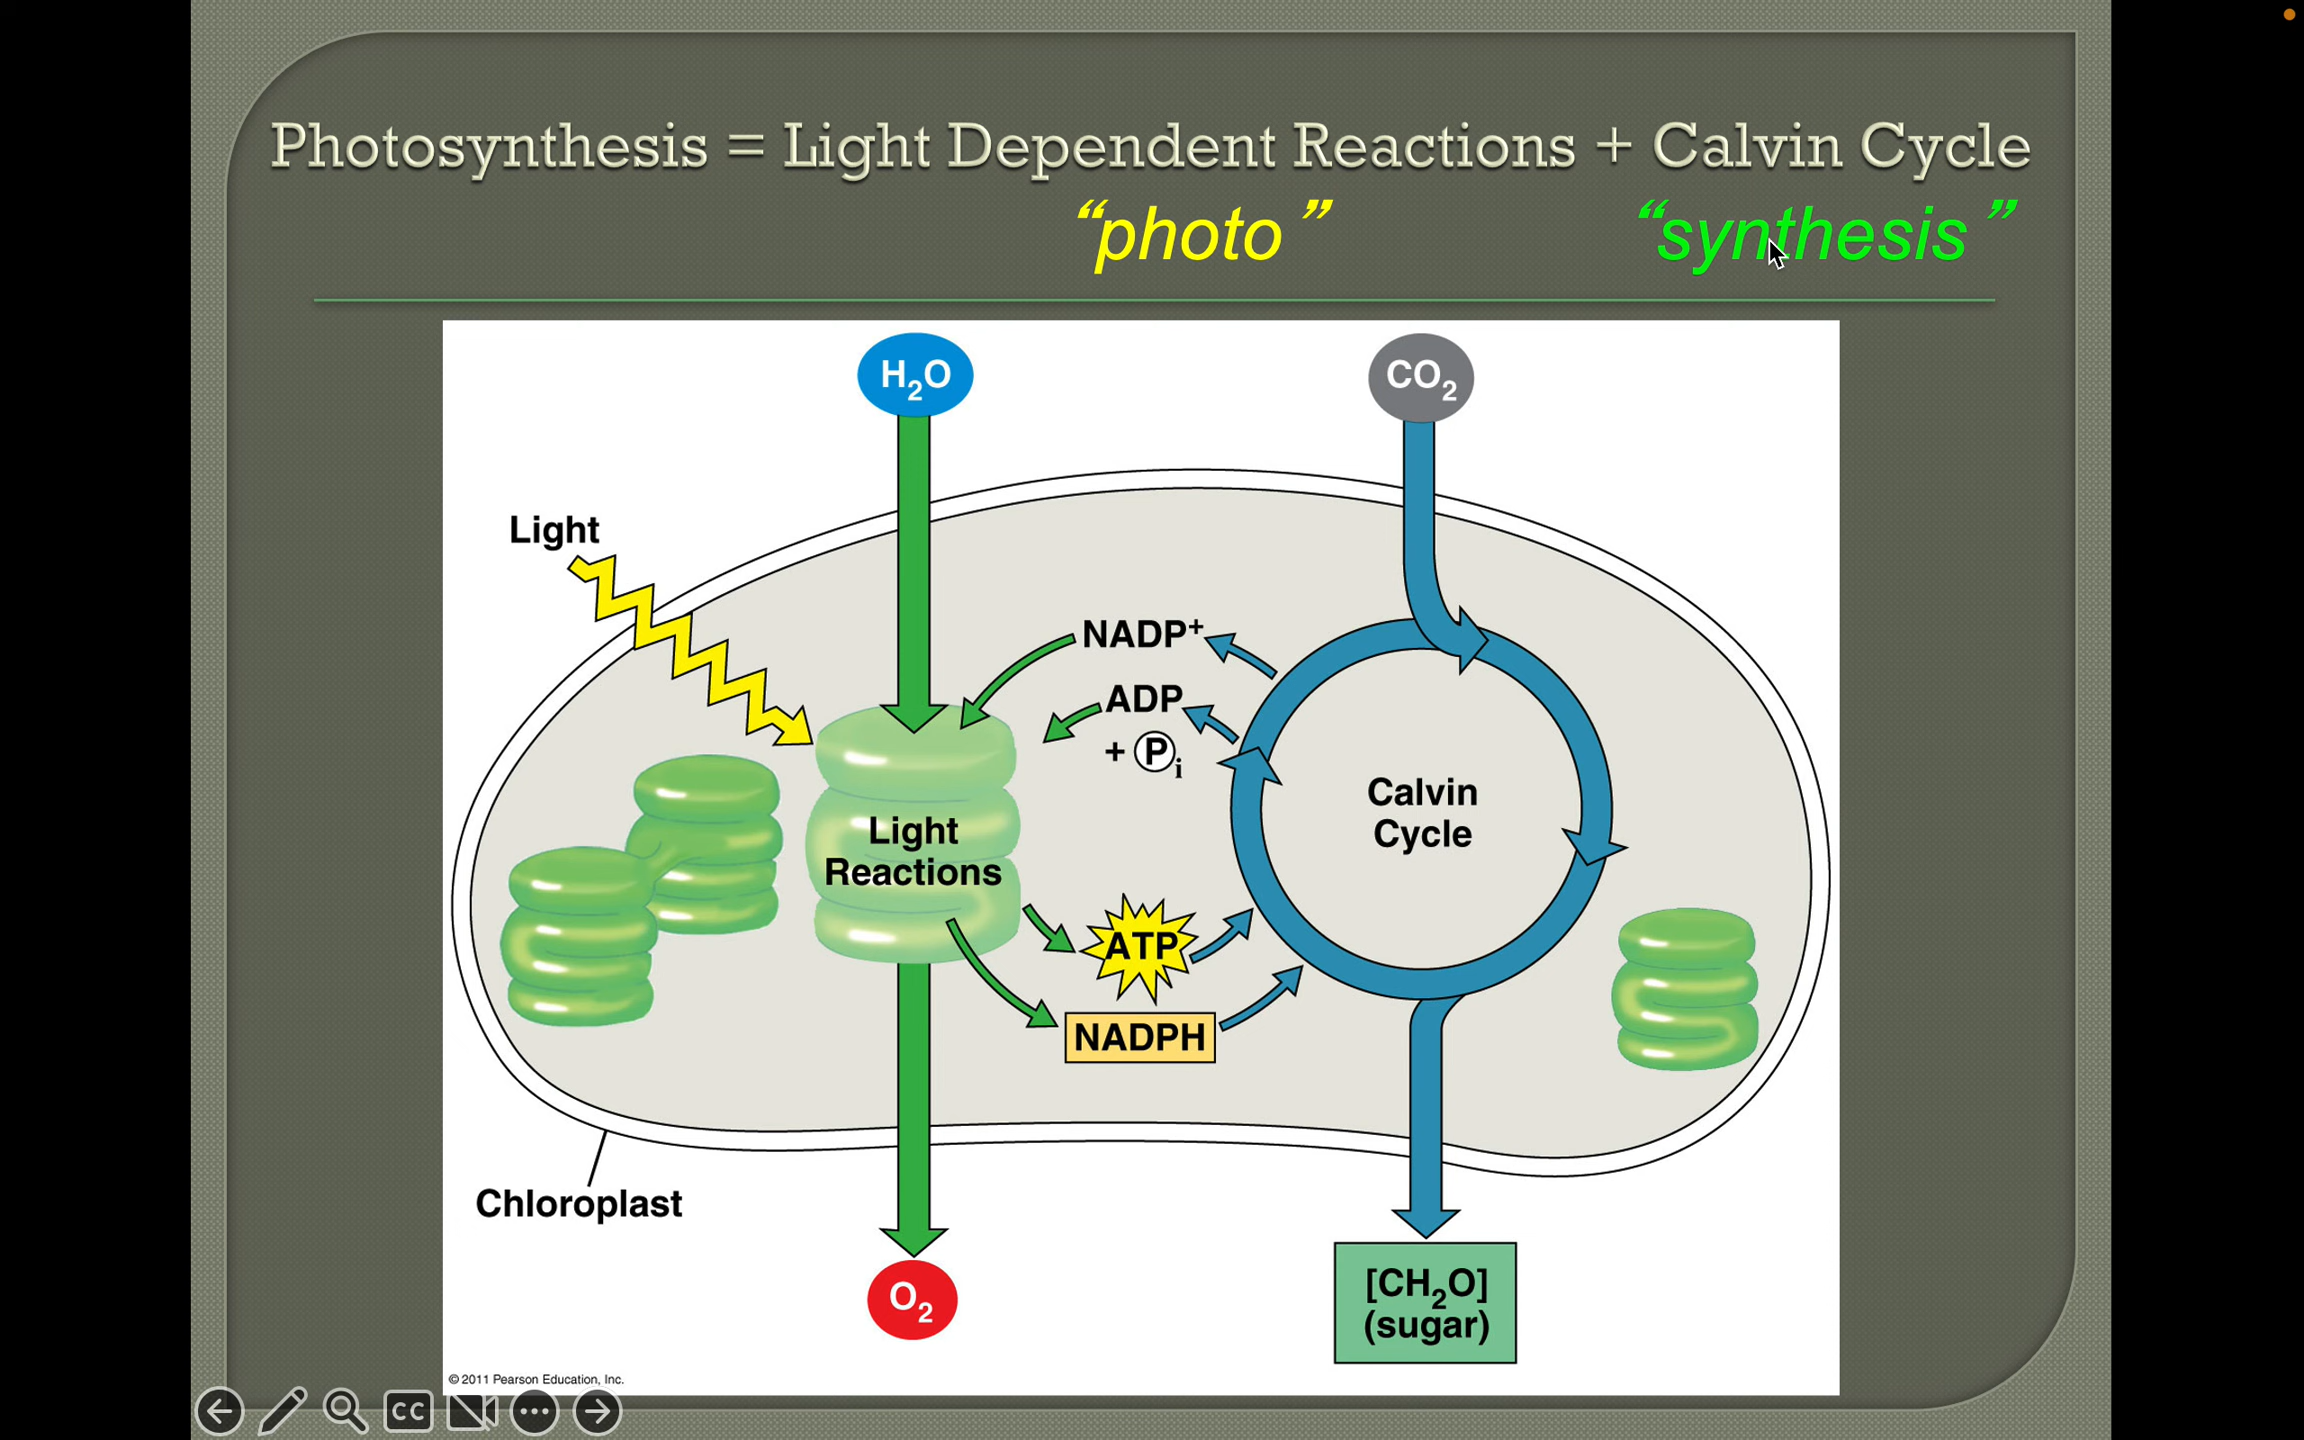 Photosynthesis = Light Dependent Reactions + Calvin Cycle
“photo” “synthesis”
H₂O
CO₂
Light
NADP⁺
ADP
+ Pᵢ
Light
Reactions
Calvin
Cycle
ATP
NADPH
Chloroplast
O₂
[CH₂O]
(sugar)
© 2011 Pearson Education, Inc.
CC